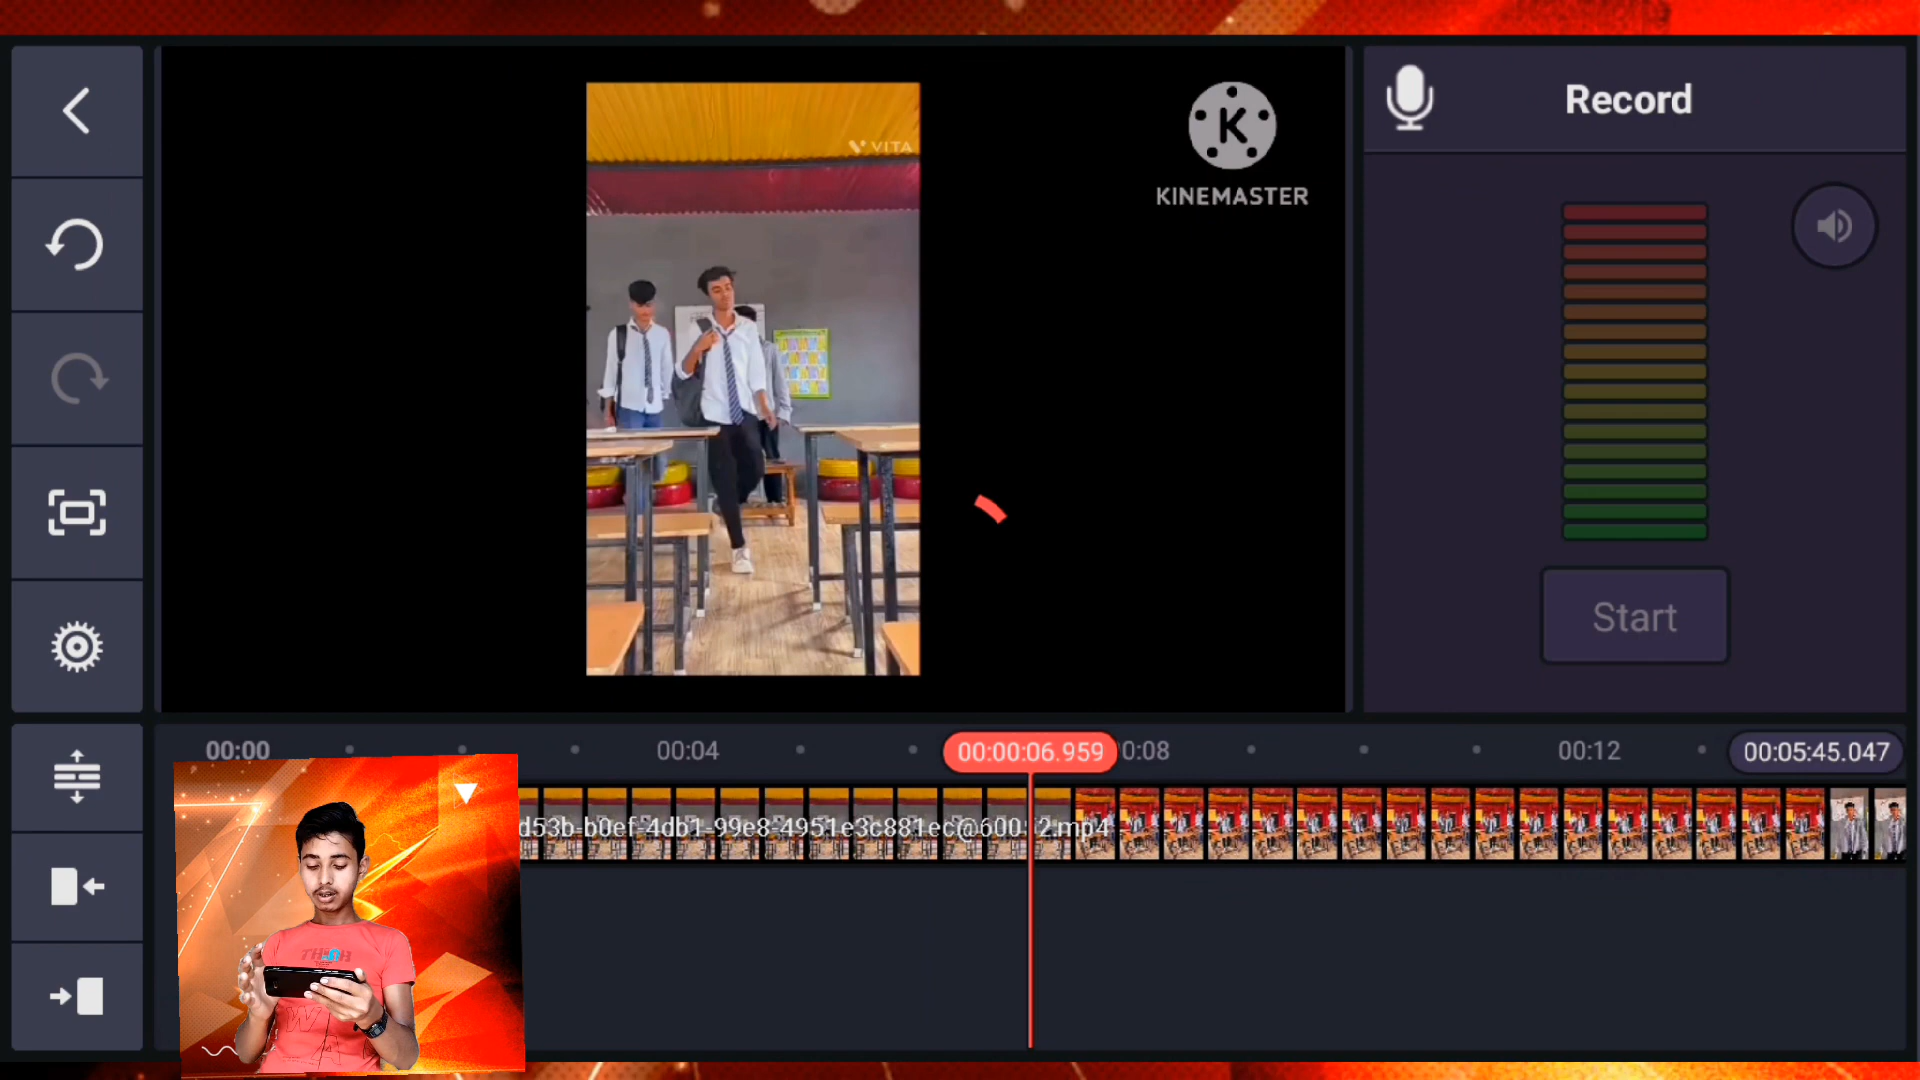 VITA
K
KINEMASTER
Record
Start
00:00
00:04
00:00:06.959
0:08
00:12
00:05:45.047
d53b-b0ef-4db1-99e8-4951e3c881ec@600
2.mp4